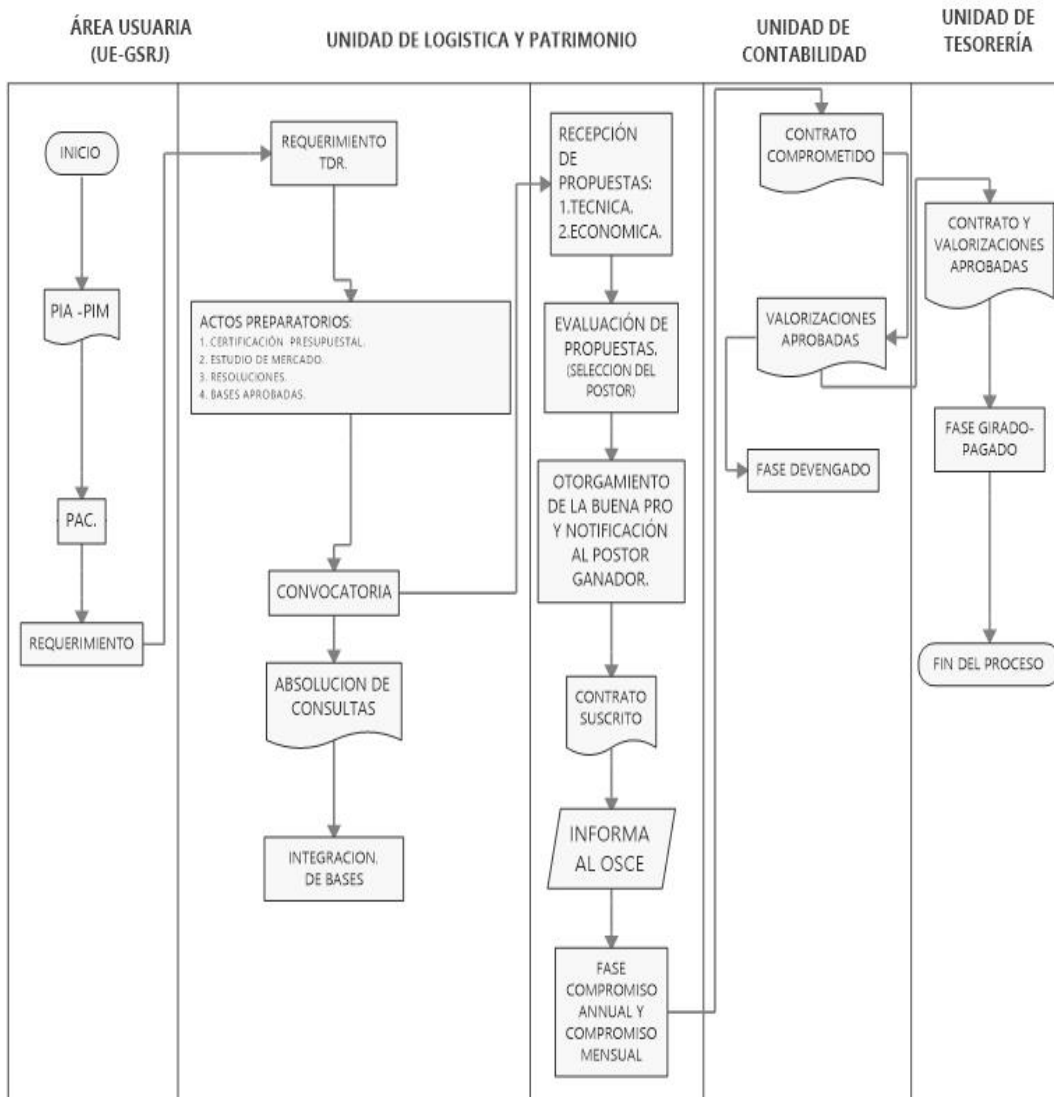 ÁREA USUARIA
(UE-GSRJ)
UNIDAD DE LOGISTICA Y PATRIMONIO
UNIDAD DE
CONTABILIDAD
UNIDAD DE
TESORERÍA
INICIO
PIA -PIM
PAC.
REQUERIMIENTO
REQUERIMIENTO
TDR.
ACTOS PREPARATORIOS:
1. CERTIFICACIÓN PRESUPUESTAL.
2. ESTUDIO DE MERCADO.
3. RESOLUCIONES.
4. BASES APROBADAS.
CONVOCATORIA
ABSOLUCION DE
CONSULTAS
INTEGRACION.
DE BASES
RECEPCIÓN
DE
PROPUESTAS:
1.TECNICA.
2.ECONOMICA.
EVALUACIÓN DE
PROPUESTAS.
(SELECCION DEL
POSTOR)
OTORGAMIENTO
DE LA BUENA PRO
Y NOTIFICACIÓN
AL POSTOR
GANADOR.
CONTRATO
SUSCRITO
INFORMA
AL OSCE
FASE
COMPROMISO
ANNUAL Y
COMPROMISO
MENSUAL
CONTRATO
COMPROMETIDO
VALORIZACIONES
APROBADAS
FASE DEVENGADO
CONTRATO Y
VALORIZACIONES
APROBADAS
FASE GIRADO-
PAGADO
FIN DEL PROCESO